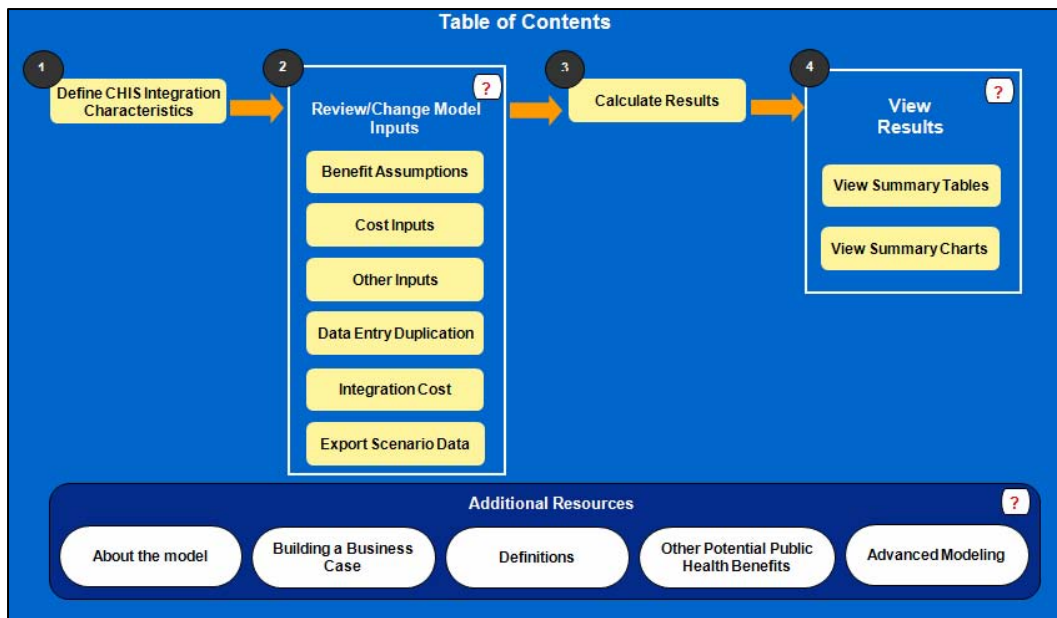 Table of Contents
1
Define CHIS Integration
Characteristics
2
?
Review/Change Model
Inputs
Benefit Assumptions
Cost Inputs
Other Inputs
Data Entry Duplication
Integration Cost
Export Scenario Data
3
Calculate Results
4
?
View
Results
View Summary Tables
View Summary Charts
Additional Resources
?
About the model
Building a Business
Case
Definitions
Other Potential Public
Health Benefits
Advanced Modeling